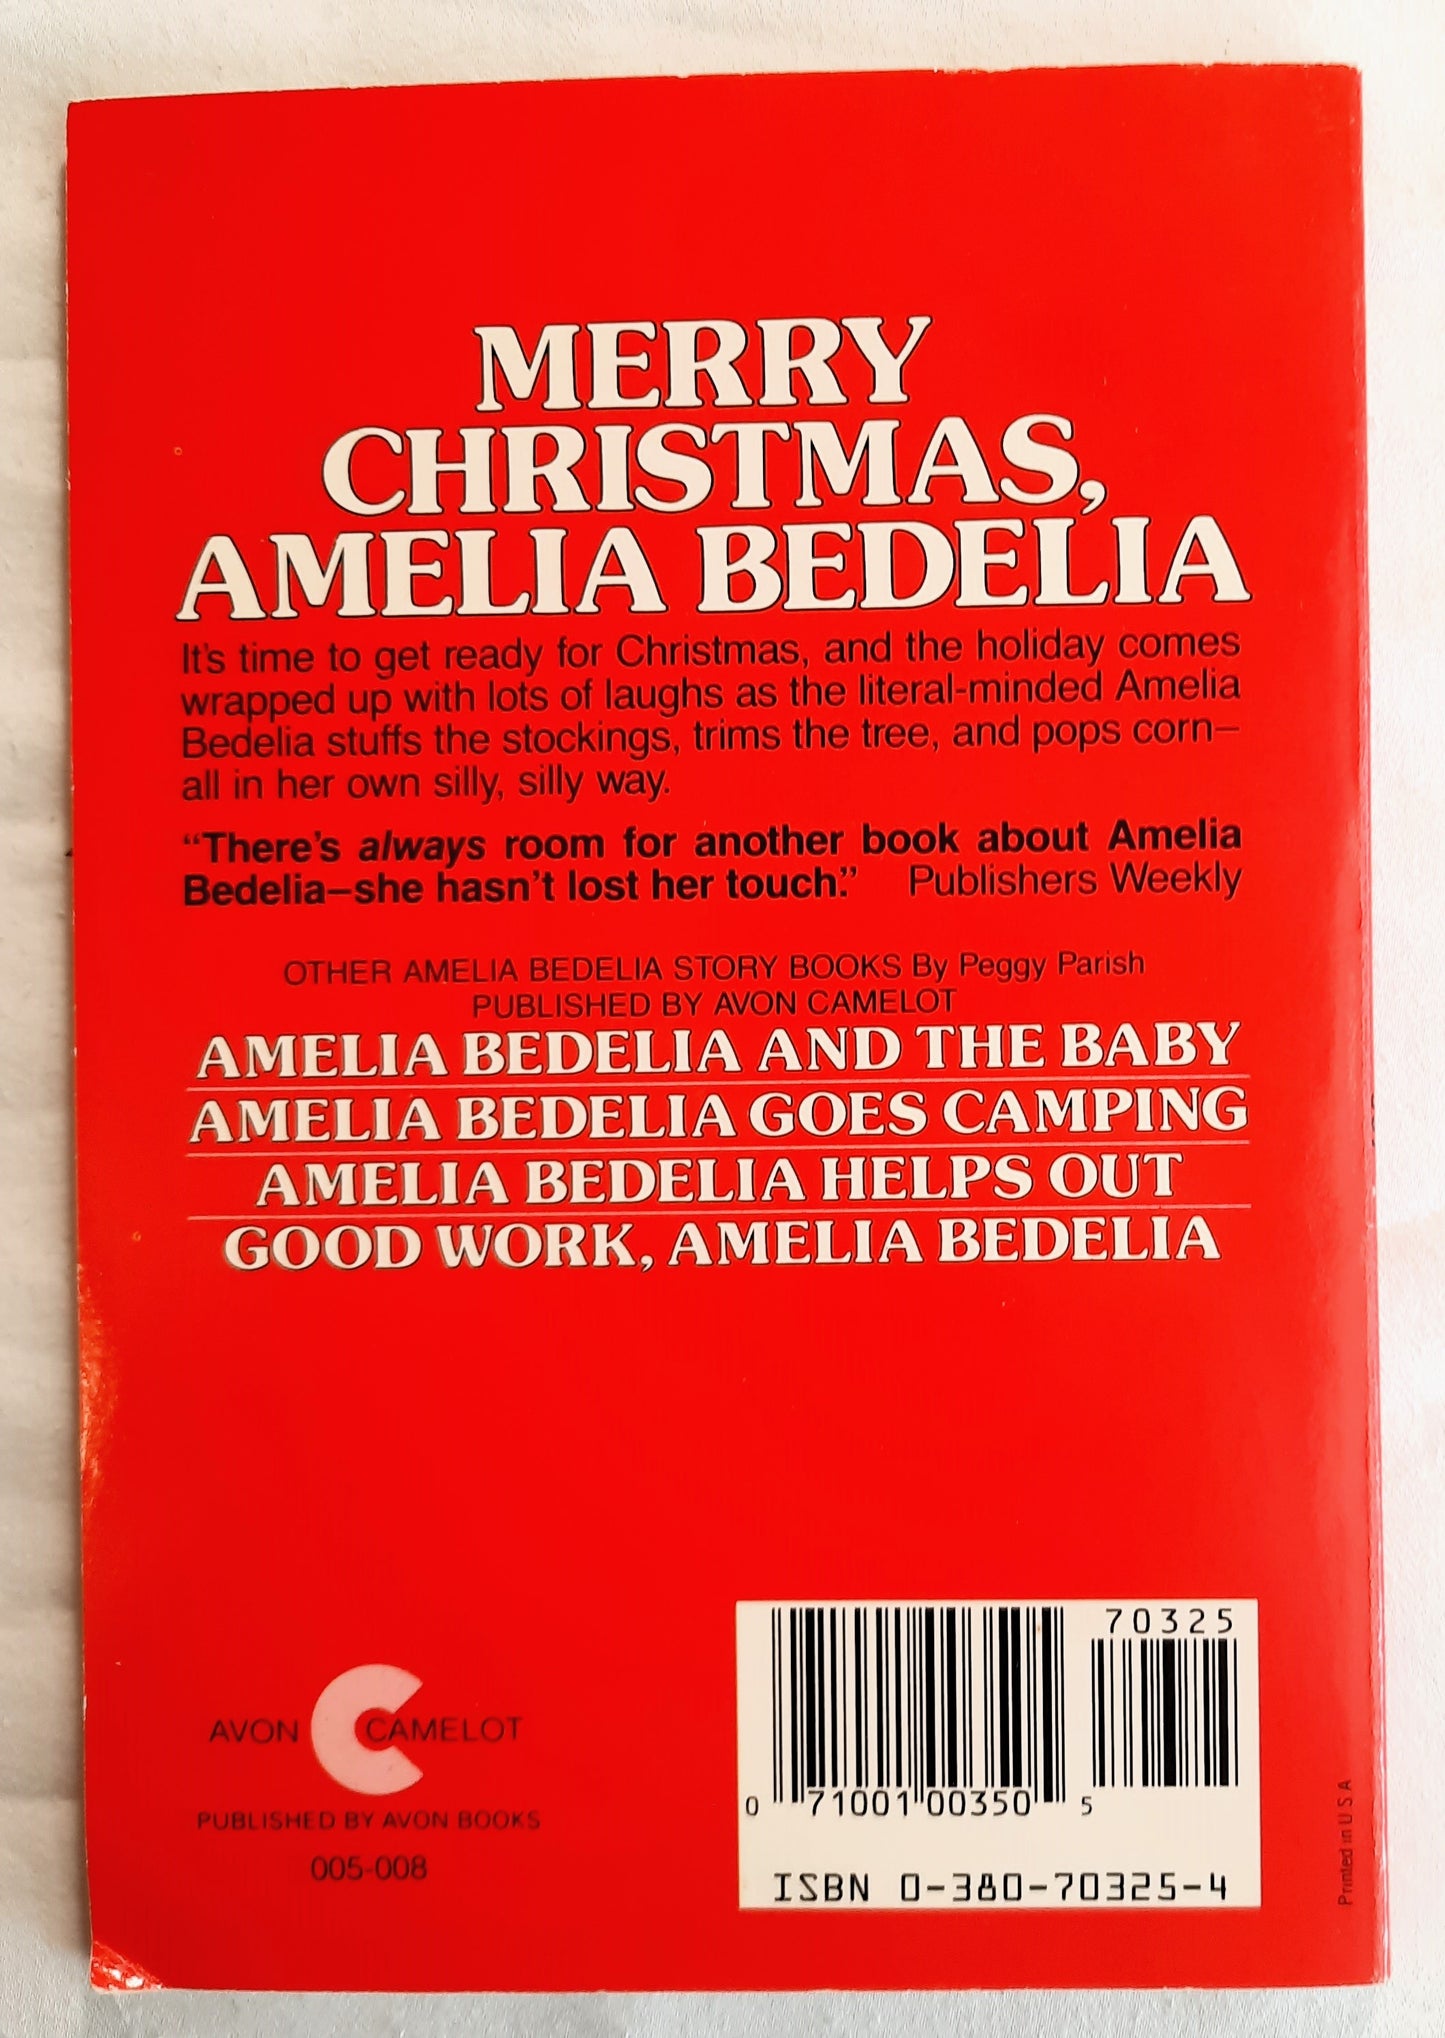 MERRY
CHRISTMAS,
AMELIA BEDELIA
It's time to get ready for Christmas, and the holiday comes
wrapped up with lots of laughs as the literal-minded Amelia
Bedelia stuffs the stockings, trims the tree, and pops corn—
all in her own silly, silly way.
"There's always room for another book about Amelia
Bedelia—she hasn't lost her touch." Publishers Weekly
OTHER AMELIA BEDELIA STORY BOOKS By Peggy Parish
PUBLISHED BY AVON CAMELOT
AMELIA BEDELIA AND THE BABY
AMELIA BEDELIA GOES CAMPING
AMELIA BEDELIA HELPS OUT
GOOD WORK, AMELIA BEDELIA
AVON CAMELOT
PUBLISHED BY AVON BOOKS
005-008
70325
0 71001 00350 5
ISBN 0-380-70325-4
Printed in U S A